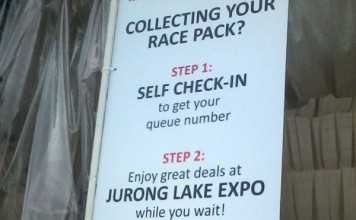 COLLECTING YOUR
RACE PACK?
STEP 1:
SELF CHECK-IN
to get your
queue number
STEP 2:
Enjoy great deals at
JURONG LAKE EXPO
while you wait!